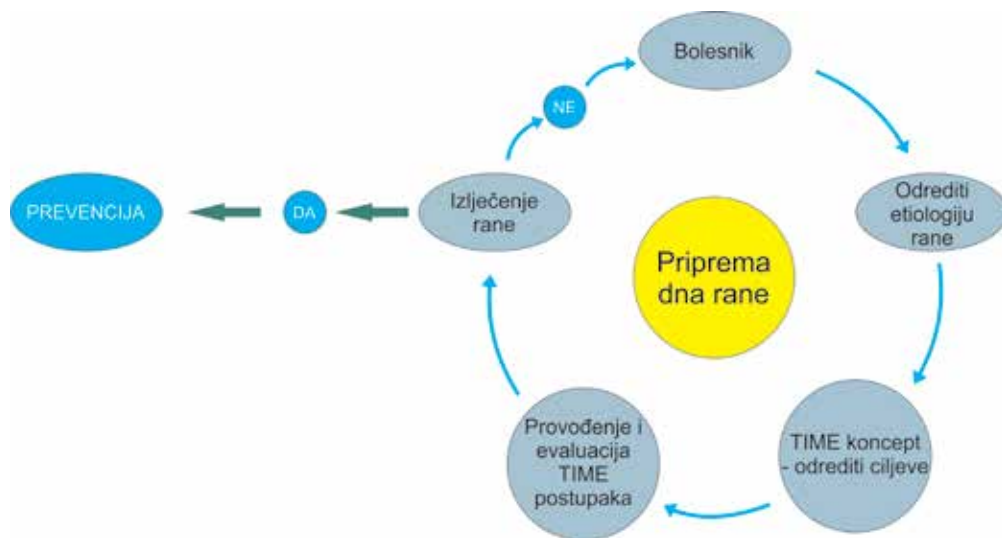 Bolesnik
NE
PREVENCIJA
DA
Izlječenje
rane
Odrediti
etiologiju
rane
Priprema
dna rane
Provođenje i
evaluacija
TIME
postupaka
TIME koncept
- odrediti ciljeve